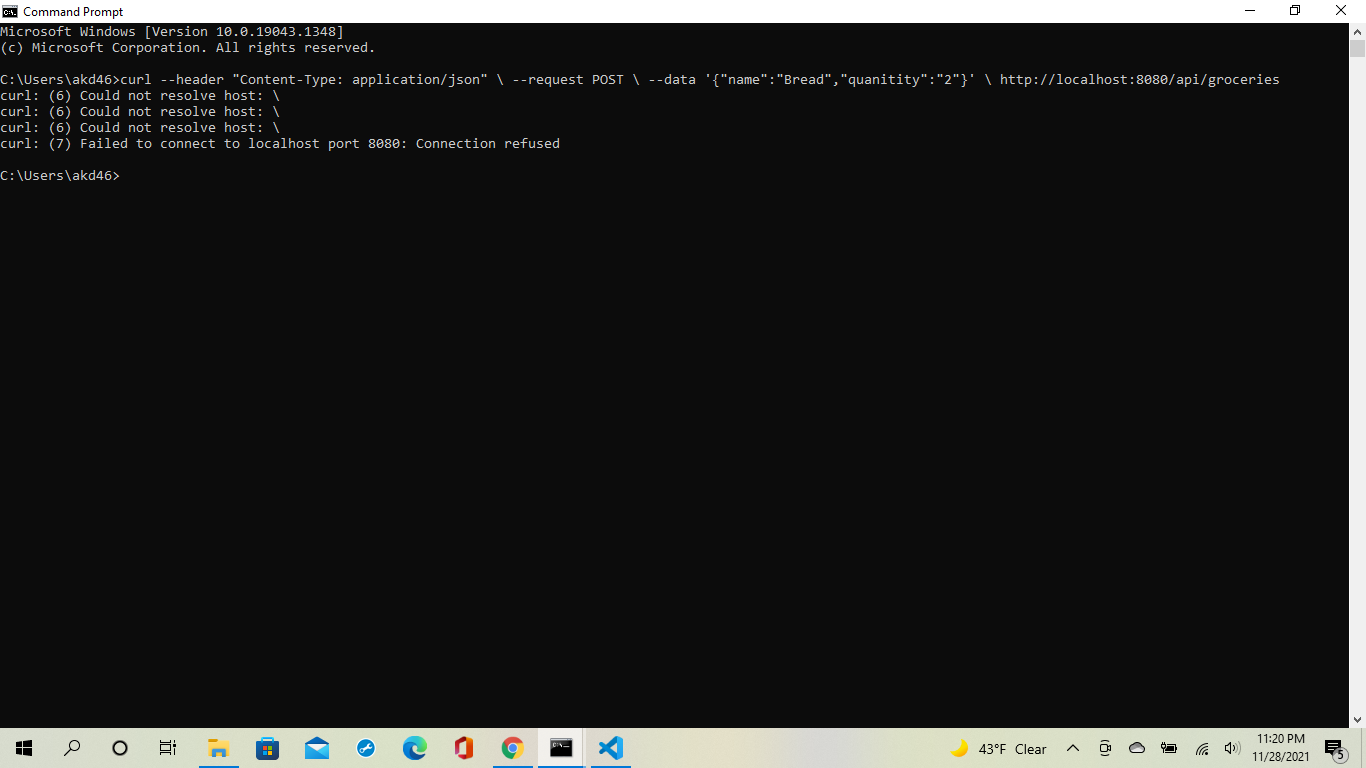 Command Prompt
Microsoft Windows [Version 10.0.19043.1348]
(c) Microsoft Corporation. All rights reserved.
C:\Users\akd46>curl --header "Content-Type: application/json" \ --request POST \ --data '{"name":"Bread","quanitity":"2"}' \ http://localhost:8080/api/groceries
curl: (6) Could not resolve host: \
curl: (6) Could not resolve host: \
curl: (6) Could not resolve host: \
curl: (7) Failed to connect to localhost port 8080: Connection refused
C:\Users\akd46>
43°F Clear
11:20 PM
11/28/2021
5